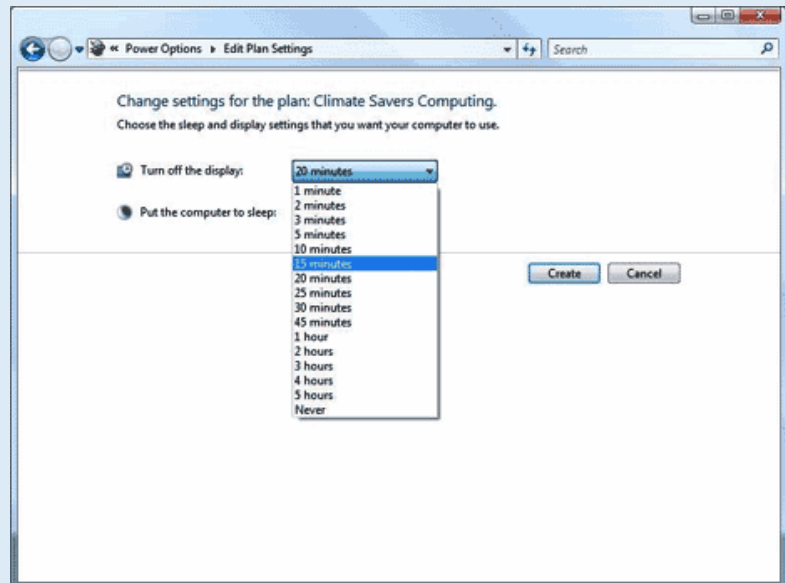 « Power Options ▸ Edit Plan Settings
Search
Change settings for the plan: Climate Savers Computing.
Choose the sleep and display settings that you want your computer to use.
Turn off the display:
20 minutes
1 minute
2 minutes
3 minutes
5 minutes
10 minutes
15 minutes
20 minutes
25 minutes
30 minutes
45 minutes
1 hour
2 hours
3 hours
4 hours
5 hours
Never
Put the computer to sleep:
Create
Cancel